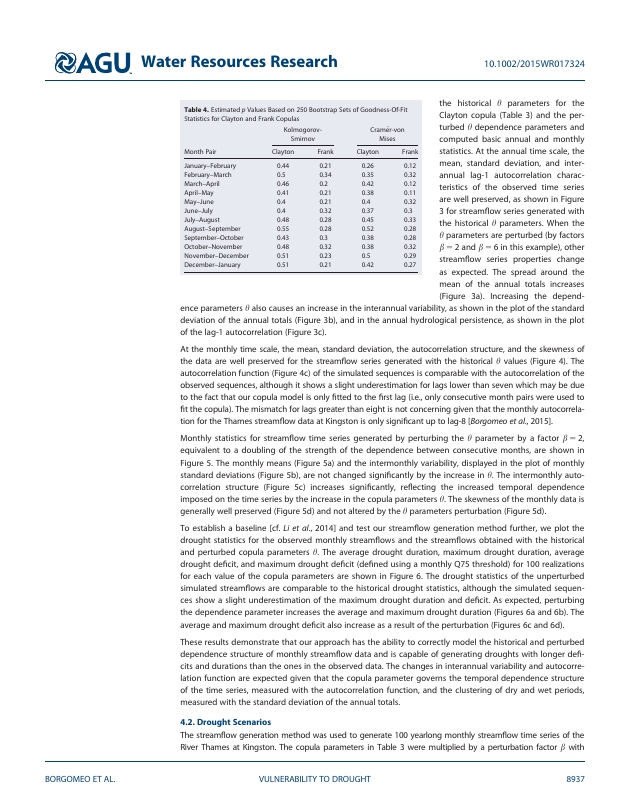 AGU Water Resources Research
10.1002/2015WR017324
Table 4. Estimated p Values Based on 250 Bootstrap Sets of Goodness-Of-Fit
Statistics for Clayton and Frank Copulas
Kolmogorov-Smirnov Cramér-von Mises
Month Pair Clayton Frank Clayton Frank
January–February 0.44 0.21 0.26 0.12
February–March 0.5 0.34 0.35 0.32
March–April 0.46 0.2 0.42 0.12
April–May 0.41 0.21 0.38 0.11
May–June 0.4 0.21 0.4 0.32
June–July 0.4 0.32 0.37 0.3
July–August 0.48 0.28 0.45 0.33
August–September 0.55 0.28 0.52 0.28
September–October 0.43 0.3 0.38 0.28
October–November 0.48 0.32 0.38 0.32
November–December 0.51 0.23 0.5 0.29
December–January 0.51 0.21 0.42 0.27
the historical θ parameters for the
Clayton copula (Table 3) and the per-
turbed θ dependence parameters and
computed basic annual and monthly
statistics. At the annual time scale, the
mean, standard deviation, and inter-
annual lag-1 autocorrelation charac-
teristics of the observed time series
are well preserved, as shown in Figure
3 for streamflow series generated with
the historical θ parameters. When the
θ parameters are perturbed (by factors
β = 2 and β = 6 in this example), other
streamflow series properties change
as expected. The spread around the
mean of the annual totals increases
(Figure 3a). Increasing the depend-
ence parameters θ also causes an increase in the interannual variability, as shown in the plot of the standard
deviation of the annual totals (Figure 3b), and in the annual hydrological persistence, as shown in the plot
of the lag-1 autocorrelation (Figure 3c).
At the monthly time scale, the mean, standard deviation, the autocorrelation structure, and the skewness of
the data are well preserved for the streamflow series generated with the historical θ values (Figure 4). The
autocorrelation function (Figure 4c) of the simulated sequences is comparable with the autocorrelation of the
observed sequences, although it shows a slight underestimation for lags lower than seven which may be due
to the fact that our copula model is only fitted to the first lag (i.e., only consecutive month pairs were used to
fit the copula). The mismatch for lags greater than eight is not concerning given that the monthly autocorrela-
tion for the Thames streamflow data at Kingston is only significant up to lag-8 [Borgomeo et al., 2015].
Monthly statistics for streamflow time series generated by perturbing the θ parameter by a factor β = 2,
equivalent to a doubling of the strength of the dependence between consecutive months, are shown in
Figure 5. The monthly means (Figure 5a) and the intermonthly variability, displayed in the plot of monthly
standard deviations (Figure 5b), are not changed significantly by the increase in θ. The intermonthly auto-
correlation structure (Figure 5c) increases significantly, reflecting the increased temporal dependence
imposed on the time series by the increase in the copula parameters θ. The skewness of the monthly data is
generally well preserved (Figure 5d) and not altered by the θ parameters perturbation (Figure 5d).
To establish a baseline [cf. Li et al., 2014] and test our streamflow generation method further, we plot the
drought statistics for the observed monthly streamflows and the streamflows obtained with the historical
and perturbed copula parameters θ. The average drought duration, maximum drought duration, average
drought deficit, and maximum drought deficit (defined using a monthly Q75 threshold) for 100 realizations
for each value of the copula parameters are shown in Figure 6. The drought statistics of the unperturbed
simulated streamflows are comparable to the historical drought statistics, although the simulated sequen-
ces show a slight underestimation of the maximum drought duration and deficit. As expected, perturbing
the dependence parameter increases the average and maximum drought duration (Figures 6a and 6b). The
average and maximum drought deficit also increase as a result of the perturbation (Figures 6c and 6d).
These results demonstrate that our approach has the ability to correctly model the historical and perturbed
dependence structure of monthly streamflow data and is capable of generating droughts with longer defi-
cits and durations than the ones in the observed data. The changes in interannual variability and autocorre-
lation function are expected given that the copula parameter governs the temporal dependence structure
of the time series, measured with the autocorrelation function, and the clustering of dry and wet periods,
measured with the standard deviation of the annual totals.
4.2. Drought Scenarios
The streamflow generation method was used to generate 100 yearlong monthly streamflow time series of the
River Thames at Kingston. The copula parameters in Table 3 were multiplied by a perturbation factor β with
BORGOMEO ET AL.
VULNERABILITY TO DROUGHT
8937